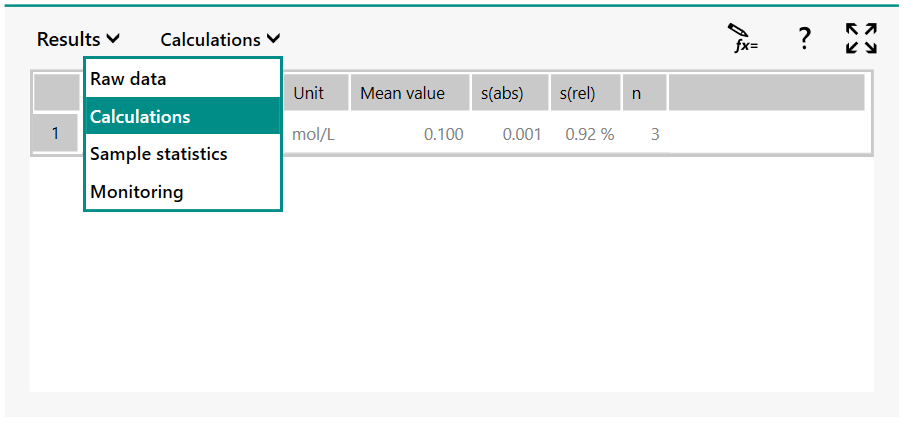 Results Calculations fx= ?
Raw data
Calculations
Sample statistics
Monitoring
Unit Mean value s(abs) s(rel) n
1 mol/L 0.100 0.001 0.92 % 3